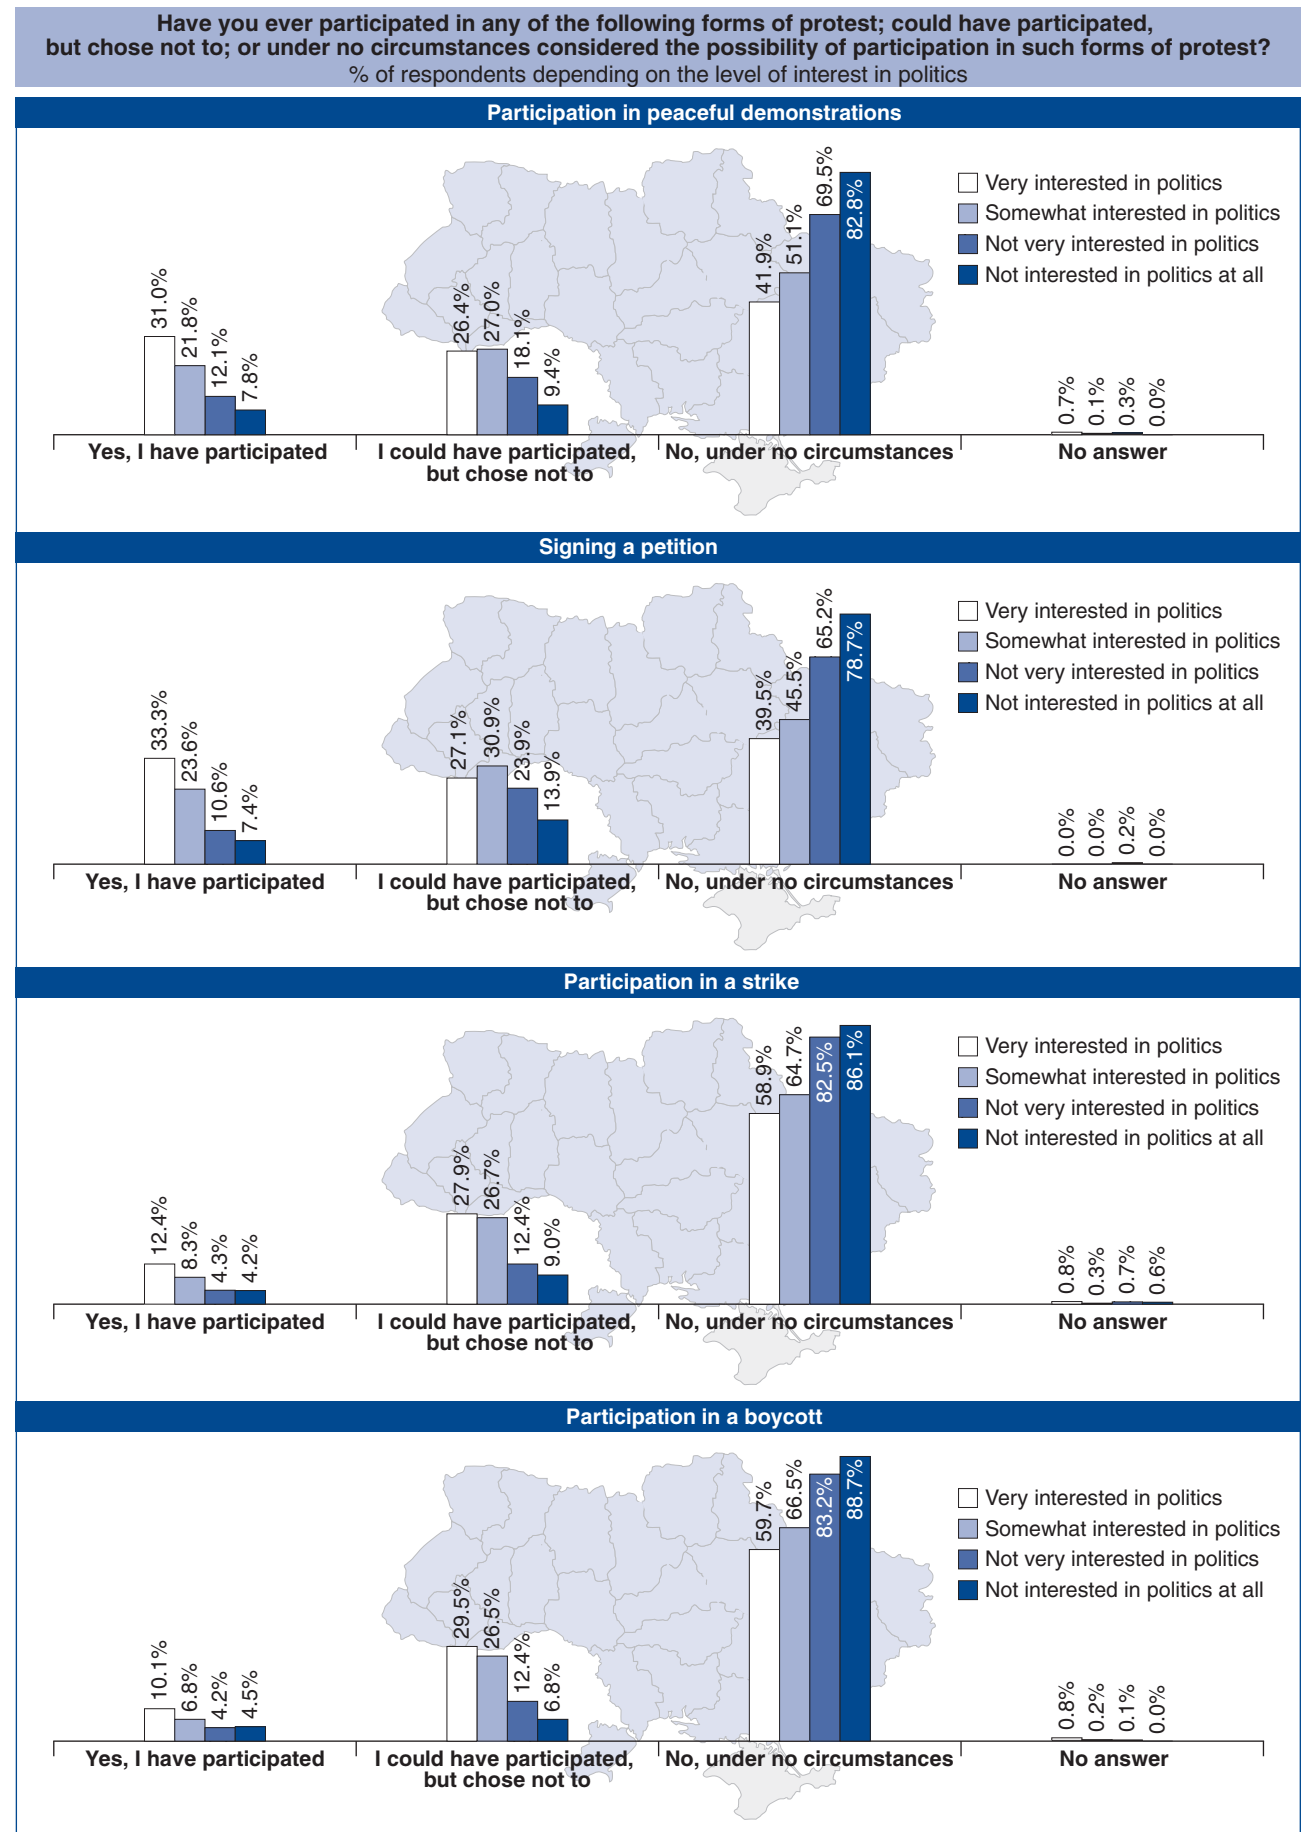 Have you ever participated in any of the following forms of protest; could have participated,
but chose not to; or under no circumstances considered the possibility of participation in such forms of protest?
% of respondents depending on the level of interest in politics
Participation in peaceful demonstrations
31.0%
21.8%
12.1%
7.8%
26.4%
27.0%
18.1%
9.4%
41.9%
51.1%
69.5%
82.8%
0.7%
0.1%
0.3%
0.0%
Very interested in politics
Somewhat interested in politics
Not very interested in politics
Not interested in politics at all
Yes, I have participated
I could have participated,
but chose not to
No, under no circumstances
No answer
Signing a petition
33.3%
23.6%
10.6%
7.4%
27.1%
30.9%
23.9%
13.9%
39.5%
45.5%
65.2%
78.7%
0.0%
0.0%
0.2%
0.0%
Very interested in politics
Somewhat interested in politics
Not very interested in politics
Not interested in politics at all
Yes, I have participated
I could have participated,
but chose not to
No, under no circumstances
No answer
Participation in a strike
12.4%
8.3%
4.3%
4.2%
27.9%
26.7%
12.4%
9.0%
58.9%
64.7%
82.5%
86.1%
0.8%
0.3%
0.7%
0.6%
Very interested in politics
Somewhat interested in politics
Not very interested in politics
Not interested in politics at all
Yes, I have participated
I could have participated,
but chose not to
No, under no circumstances
No answer
Participation in a boycott
10.1%
6.8%
4.2%
4.5%
29.5%
26.5%
12.4%
6.8%
59.7%
66.5%
83.2%
88.7%
0.8%
0.2%
0.1%
0.0%
Very interested in politics
Somewhat interested in politics
Not very interested in politics
Not interested in politics at all
Yes, I have participated
I could have participated,
but chose not to
No, under no circumstances
No answer